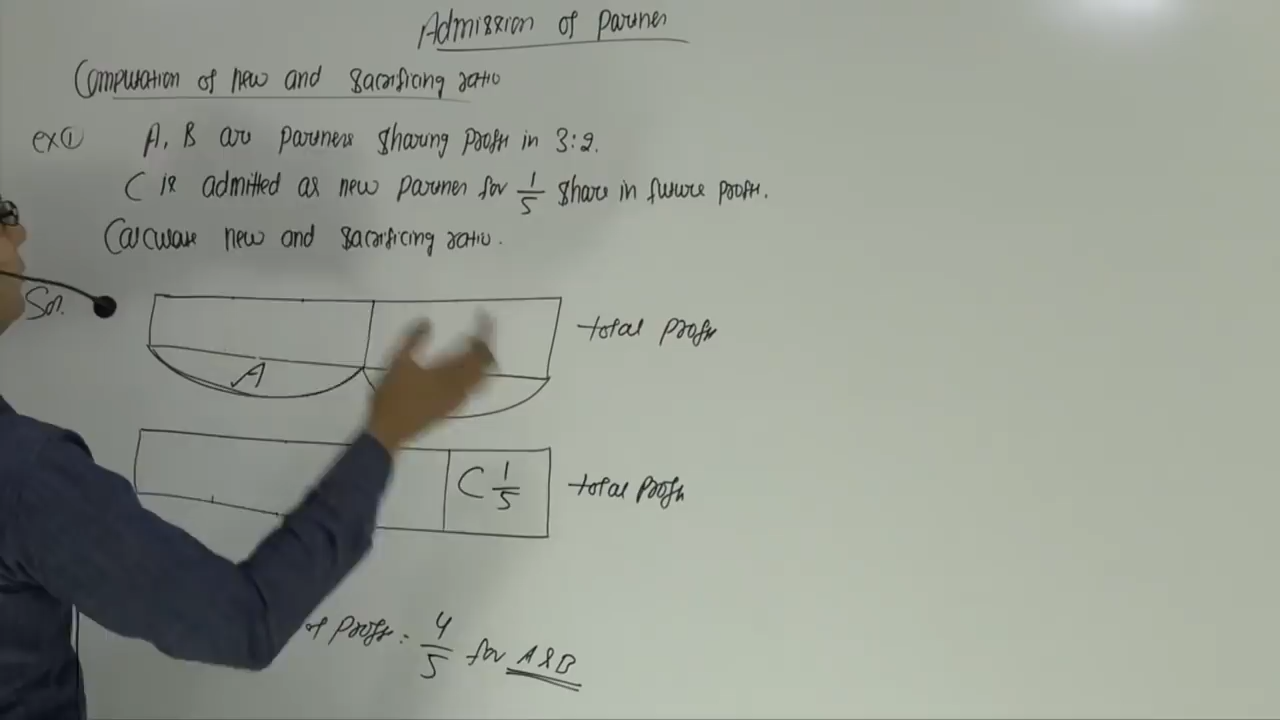 Admission of Partner
Computation of new and sacrificing ratio
ex① A, B are partners sharing profit in 3:2.
C is admitted as new partner for 1/5 share in future profit.
Calculate new and sacrificing ratio.
Son.
total profit
A
C 1/5
total profit
of profit = 4/5 for A & B